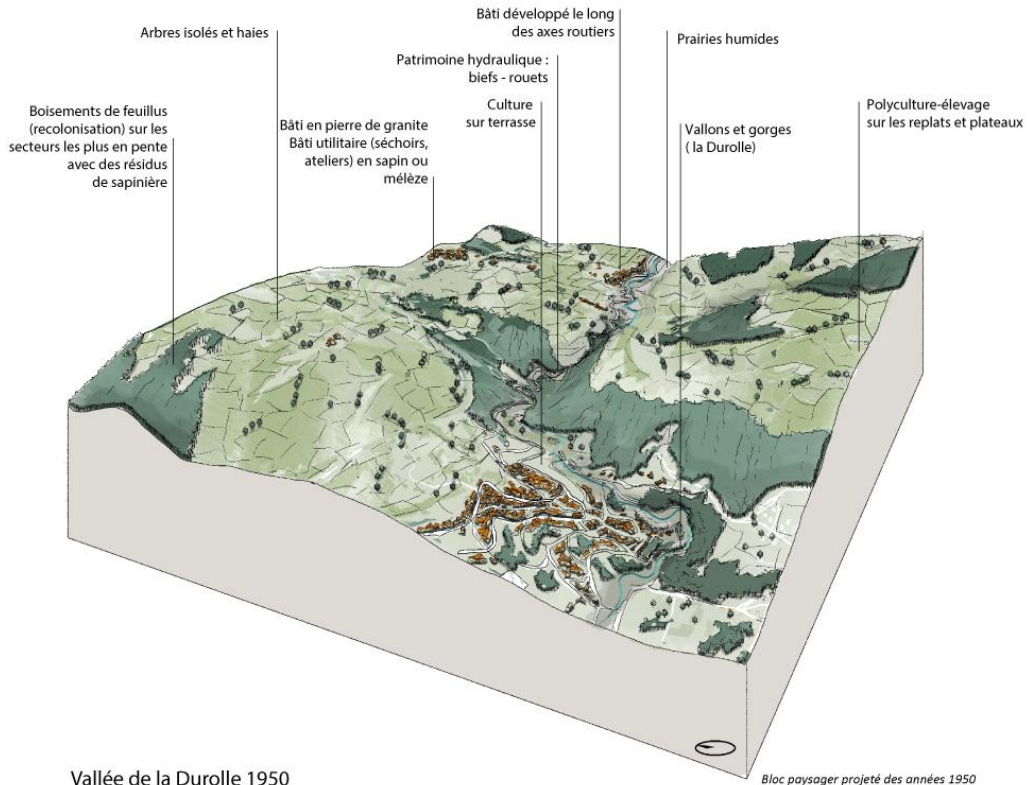 Bâti développé le long
des axes routiers
Arbres isolés et haies
Prairies humides
Patrimoine hydraulique :
biefs - rouets
Boisements de feuillus
(recolonisation) sur les
secteurs les plus en pente
avec des résidus
de sapinière
Bâti en pierre de granite
Bâti utilitaire (séchoirs,
ateliers) en sapin ou
mélèze
Culture
sur terrasse
Vallons et gorges
( la Durolle)
Polyculture-élevage
sur les replats et plateaux
Vallée de la Durolle 1950
Bloc paysager projeté des années 1950